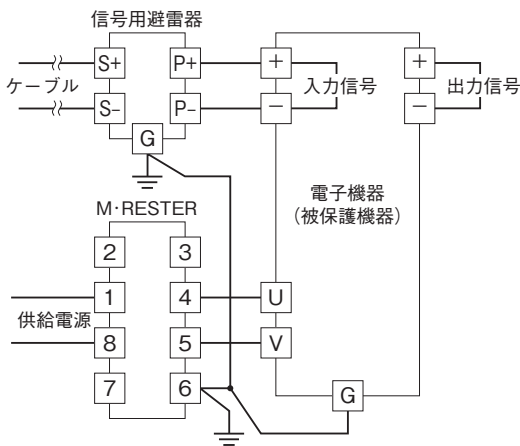 信号用避雷器
S+ P+ + +
ケーブル 入力信号 出力信号
S− P− − −
G
電子機器
(被保護機器)
M･RESTER
2 3
1 4 U
供給電源
8 5 V
7 6 G